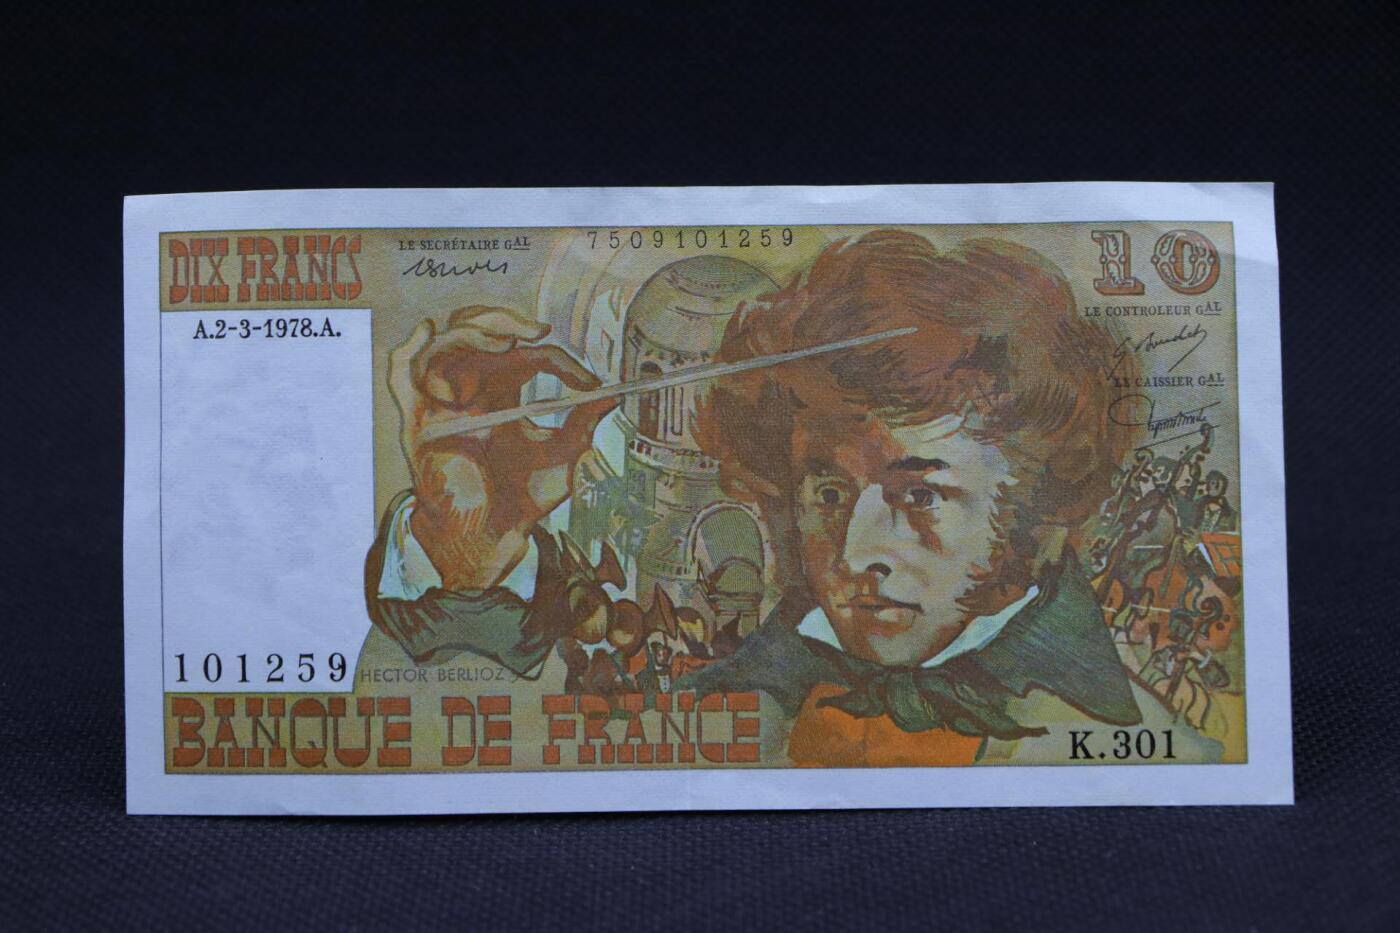 DIX FRANCS
LE SECRÉTAIRE GAL
7509101259
10
A.2-3-1978.A.
LE CONTROLEUR GAL
LE CAISSIER GAL
101259
HECTOR BERLIOZ
BANQUE DE FRANCE
K.301